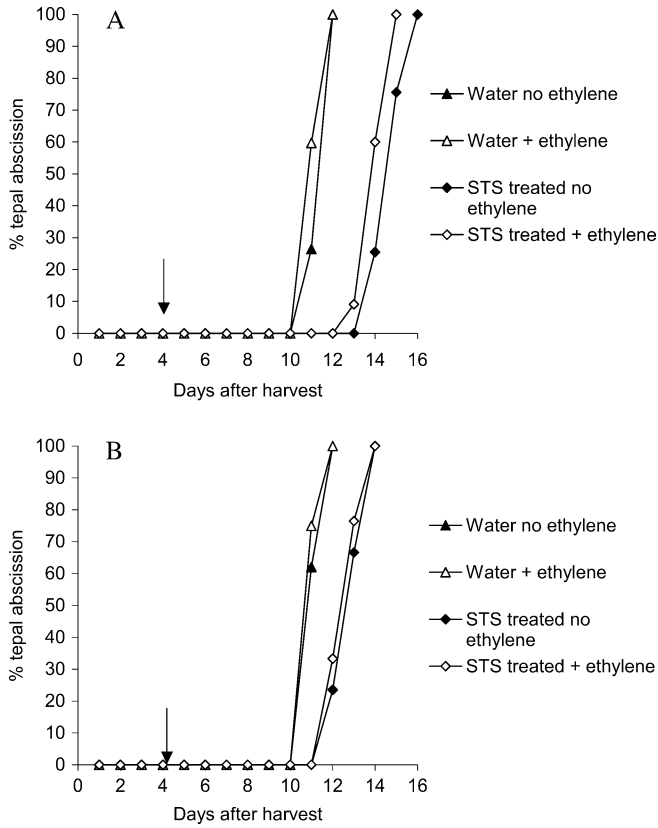 A
100
90
80
70
60
50
40
30
20
10
0
% tepal abscission
0 2 4 6 8 10 12 14 16
Days after harvest
Water no ethylene
Water + ethylene
STS treated no
ethylene
STS treated + ethylene
B
100
90
80
70
60
50
40
30
20
10
0
% tepal abscission
0 2 4 6 8 10 12 14 16
Days after harvest
Water no ethylene
Water + ethylene
STS treated no
ethylene
STS treated + ethylene